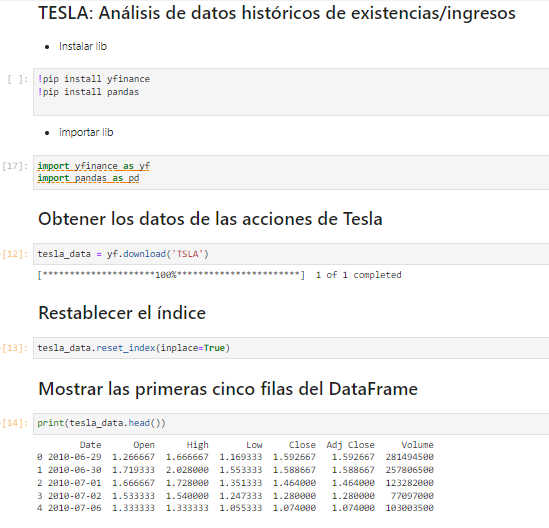 TESLA: Análisis de datos históricos de existencias/ingresos
Instalar lib
[ ]: !pip install yfinance
!pip install pandas
importar lib
[17]: import yfinance as yf
import pandas as pd
Obtener los datos de las acciones de Tesla
[12]: tesla_data = yf.download('TSLA')
[*********************100%***********************]  1 of 1 completed
Restablecer el índice
[13]: tesla_data.reset_index(inplace=True)
Mostrar las primeras cinco filas del DataFrame
[14]: print(tesla_data.head())
Date Open High Low Close Adj Close Volume
0 2010-06-29 1.266667 1.666667 1.169333 1.592667 1.592667 281494500
1 2010-06-30 1.719333 2.028000 1.553333 1.588667 1.588667 257806500
2 2010-07-01 1.666667 1.728000 1.351333 1.464000 1.464000 123282000
3 2010-07-02 1.533333 1.540000 1.247333 1.280000 1.280000 77097000
4 2010-07-06 1.333333 1.333333 1.055333 1.074000 1.074000 103003500